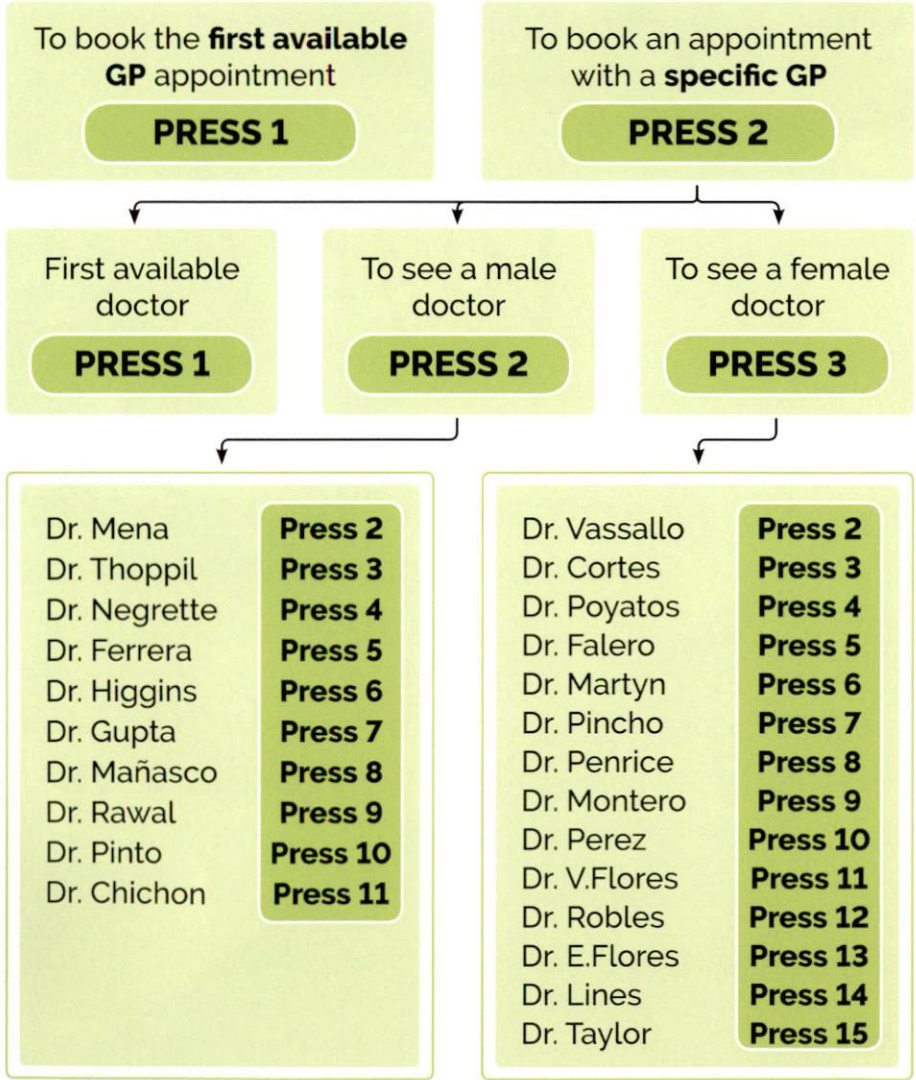 To book the first available
GP appointment
PRESS 1
To book an appointment
with a specific GP
PRESS 2
First available
doctor
PRESS 1
To see a male
doctor
PRESS 2
To see a female
doctor
PRESS 3
Dr. Mena Press 2
Dr. Thoppil Press 3
Dr. Negrette Press 4
Dr. Ferrera Press 5
Dr. Higgins Press 6
Dr. Gupta Press 7
Dr. Mañasco Press 8
Dr. Rawal Press 9
Dr. Pinto Press 10
Dr. Chichon Press 11
Dr. Vassallo Press 2
Dr. Cortes Press 3
Dr. Poyatos Press 4
Dr. Falero Press 5
Dr. Martyn Press 6
Dr. Pincho Press 7
Dr. Penrice Press 8
Dr. Montero Press 9
Dr. Perez Press 10
Dr. V.Flores Press 11
Dr. Robles Press 12
Dr. E.Flores Press 13
Dr. Lines Press 14
Dr. Taylor Press 15